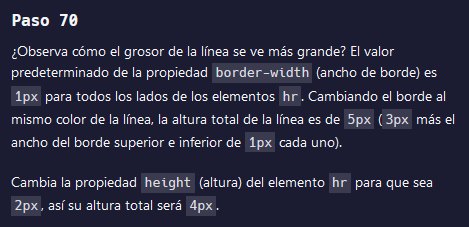 Paso 70
¿Observa cómo el grosor de la línea se ve más grande? El valor
predeterminado de la propiedad border-width (ancho de borde) es
1px para todos los lados de los elementos hr. Cambiando el borde al
mismo color de la línea, la altura total de la línea es de 5px (3px más el
ancho del borde superior e inferior de 1px cada uno).
Cambia la propiedad height (altura) del elemento hr para que sea
2px, así su altura total será 4px.